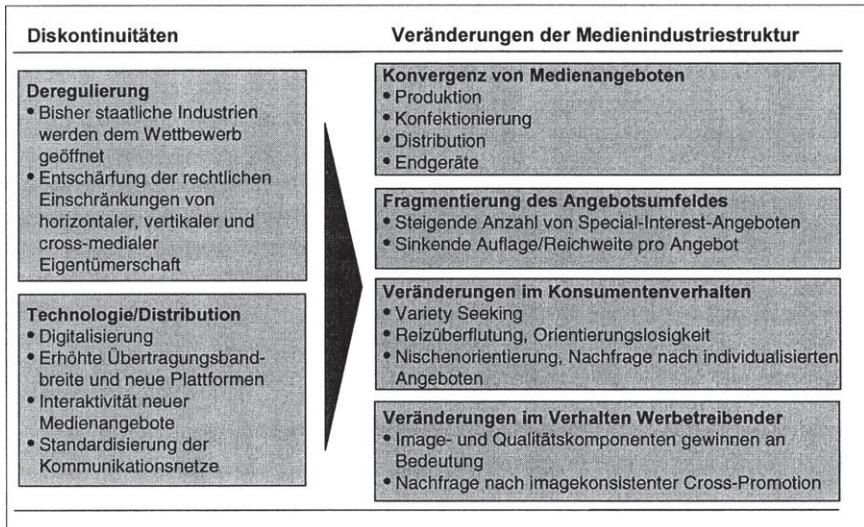 Diskontinuitäten
Deregulierung
• Bisher staatliche Industrien
werden dem Wettbewerb
geöffnet
• Entschärfung der rechtlichen
Einschränkungen von
horizontaler, vertikaler und
cross-medialer
Eigentümerschaft
Technologie/Distribution
• Digitalisierung
• Erhöhte Übertragungsband-
breite und neue Plattformen
• Interaktivität neuer
Medienangebote
• Standardisierung der
Kommunikationsnetze
Veränderungen der Medienindustriestruktur
Konvergenz von Medienangeboten
• Produktion
• Konfektionierung
• Distribution
• Endgeräte
Fragmentierung des Angebotsumfeldes
• Steigende Anzahl von Special-Interest-Angeboten
• Sinkende Auflage/Reichweite pro Angebot
Veränderungen im Konsumentenverhalten
• Variety Seeking
• Reizüberflutung, Orientierungslosigkeit
• Nischenorientierung, Nachfrage nach individualisierten
Angeboten
Veränderungen im Verhalten Werbetreibender
• Image- und Qualitätskomponenten gewinnen an
Bedeutung
• Nachfrage nach imagekonsistenter Cross-Promotion